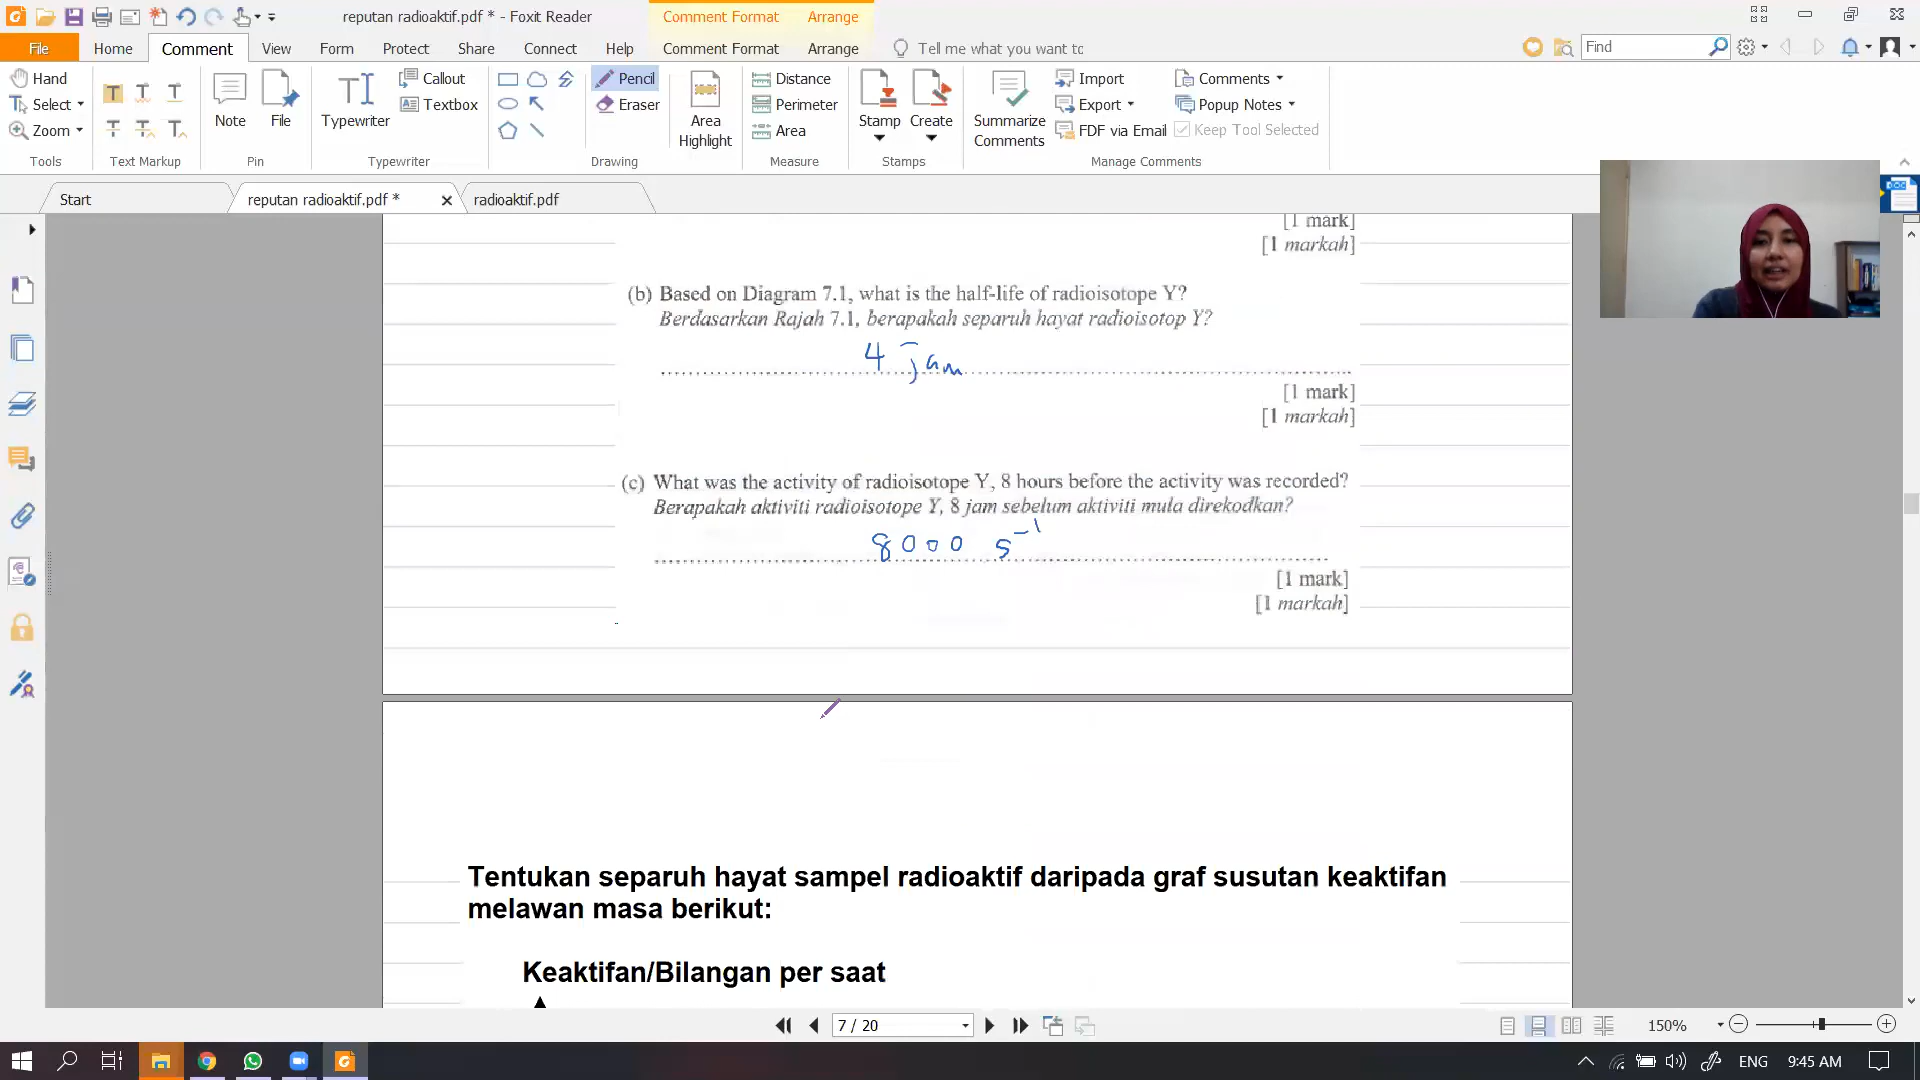 reputan radioaktif.pdf * - Foxit Reader
Comment Format Arrange
File Home Comment View Form Protect Share Connect Help Comment Format Arrange Tell me what you want to Find
Hand
Select
Zoom
Tools
Text Markup
Note
File
Pin
Typewriter
Callout
Textbox
Typewriter
Pencil
Eraser
Drawing
Area
Highlight
Distance
Perimeter
Area
Measure
Stamp
Create
Stamps
Summarize
Comments
Import
Export
FDF via Email
Comments
Popup Notes
Keep Tool Selected
Manage Comments
Start reputan radioaktif.pdf * radioaktif.pdf
DOC
[1 mark]
[1 markah]
(b) Based on Diagram 7.1, what is the half-life of radioisotope Y?
Berdasarkan Rajah 7.1, berapakah separuh hayat radioisotop Y?
4 jam
[1 mark]
[1 markah]
(c) What was the activity of radioisotope Y, 8 hours before the activity was recorded?
Berapakah aktiviti radioisotope Y, 8 jam sebelum aktiviti mula direkodkan?
8000 s⁻¹
[1 mark]
[1 markah]
Tentukan separuh hayat sampel radioaktif daripada graf susutan keaktifan
melawan masa berikut:
Keaktifan/Bilangan per saat
7 / 20
150%
ENG 9:45 AM